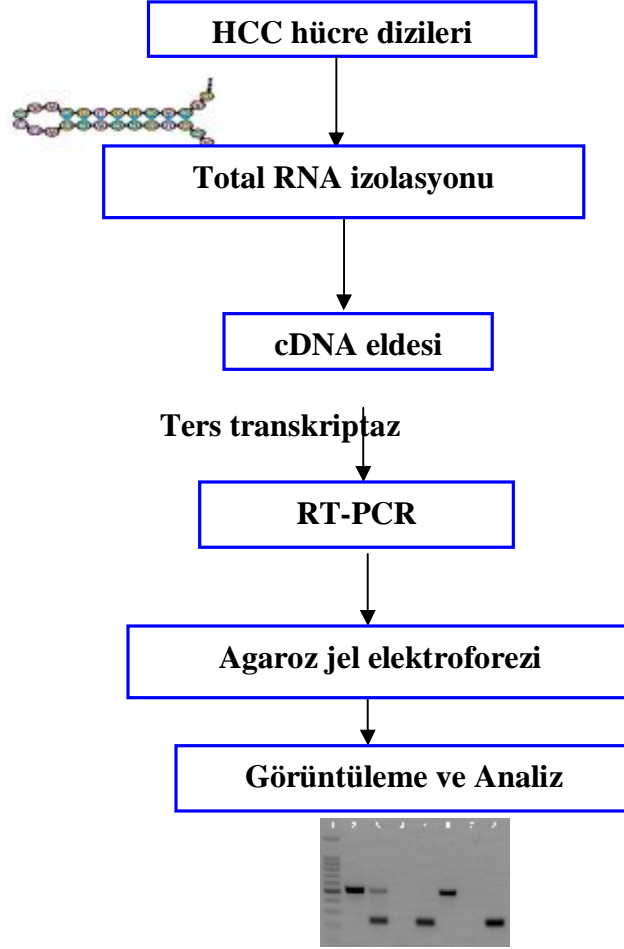 HCC hücre dizileri
Total RNA izolasyonu
cDNA eldesi
Ters transkriptaz
RT-PCR
Agaroz jel elektroforezi
Görüntüleme ve Analiz